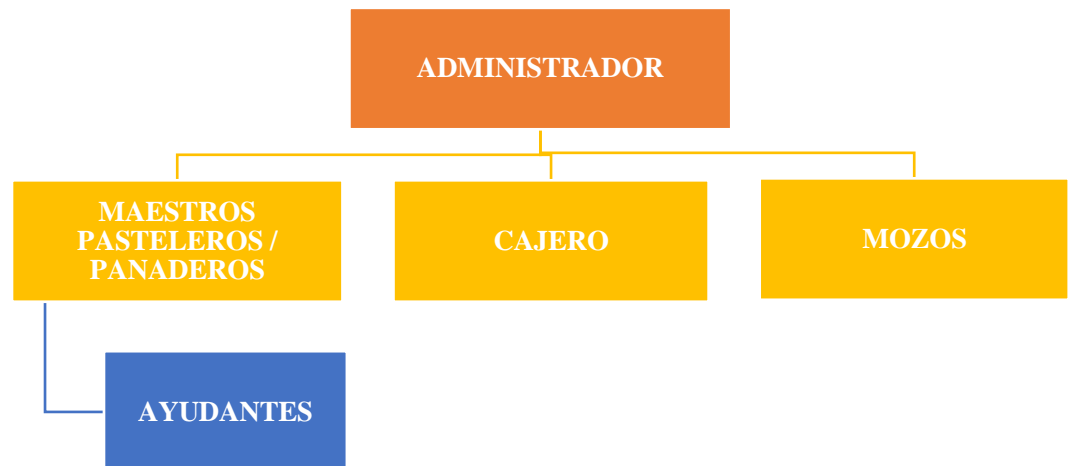 ADMINISTRADOR
MAESTROS
PASTELEROS /
PANADEROS
CAJERO
MOZOS
AYUDANTES